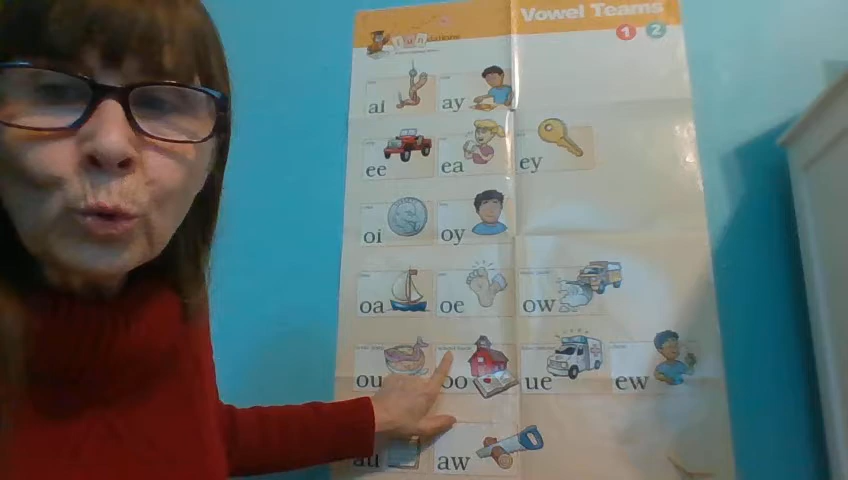 Vowel Teams
Fundations
1 2
ai ay
ee ea ey
oi oy
oa oe ow
ou oo ue ew
au aw